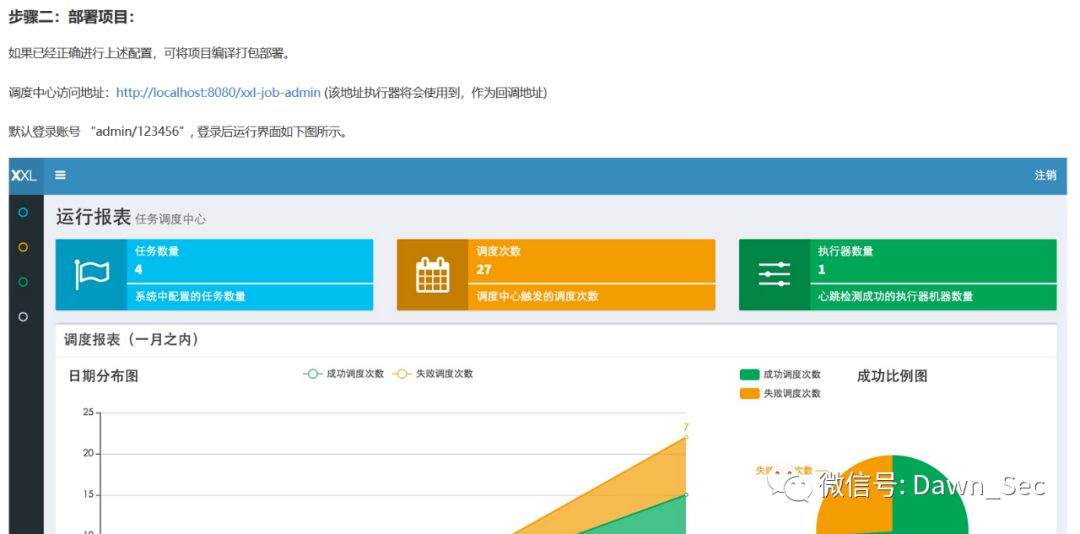 步骤二：部署项目：
如果已经正确进行上述配置，可将项目编译打包部署。
调度中心访问地址：http://localhost:8080/xxl-job-admin (该地址执行器将会使用到，作为回调地址)
默认登录账号 “admin/123456”, 登录后运行界面如下图所示。
XXL
注销
运行报表 任务调度中心
任务数量
4
系统中配置的任务数量
调度次数
27
调度中心触发的调度次数
执行器数量
1
心跳检测成功的执行器机器数量
调度报表（一月之内）
日期分布图
成功调度次数 失败调度次数
成功调度次数
失败调度次数
成功比例图
25
7
20
15
10
微信号: Dawn_Sec